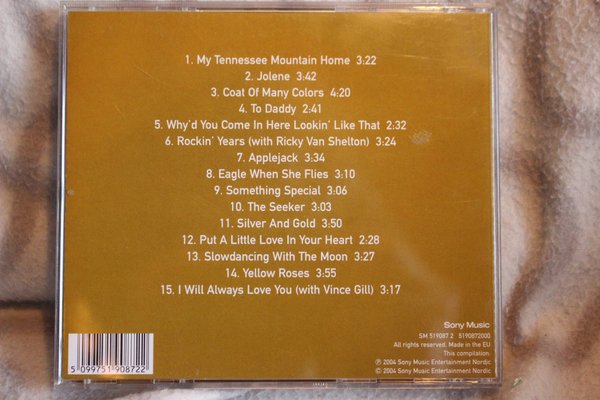 1. My Tennessee Mountain Home 3:22
2. Jolene 3:42
3. Coat Of Many Colors 4:20
4. To Daddy 2:41
5. Why'd You Come In Here Lookin' Like That 2:32
6. Rockin' Years (with Ricky Van Shelton) 3:24
7. Applejack 3:34
8. Eagle When She Flies 3:10
9. Something Special 3:06
10. The Seeker 3:03
11. Silver And Gold 3:50
12. Put A Little Love In Your Heart 2:28
13. Slowdancing With The Moon 3:27
14. Yellow Roses 3:55
15. I Will Always Love You (with Vince Gill) 3:17
Sony Music
SM 519087 2 5190872000
All rights reserved. Made in the EU
This compilation
℗ 2004 Sony Music Entertainment Nordic
© 2004 Sony Music Entertainment Nordic
5 099751 908722